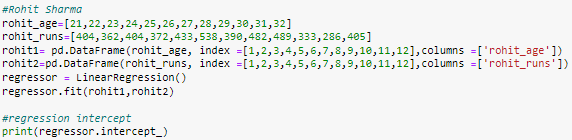 #Rohit Sharma
rohit_age=[21,22,23,24,25,26,27,28,29,30,31,32]
rohit_runs=[404,362,404,372,433,538,390,482,489,333,286,405]
rohit1= pd.DataFrame(rohit_age, index =[1,2,3,4,5,6,7,8,9,10,11,12],columns =['rohit_age'])
rohit2=pd.DataFrame(rohit_runs, index =[1,2,3,4,5,6,7,8,9,10,11,12],columns =['rohit_runs'])
regressor = LinearRegression()
regressor.fit(rohit1,rohit2)
#regression intercept
print(regressor.intercept_)